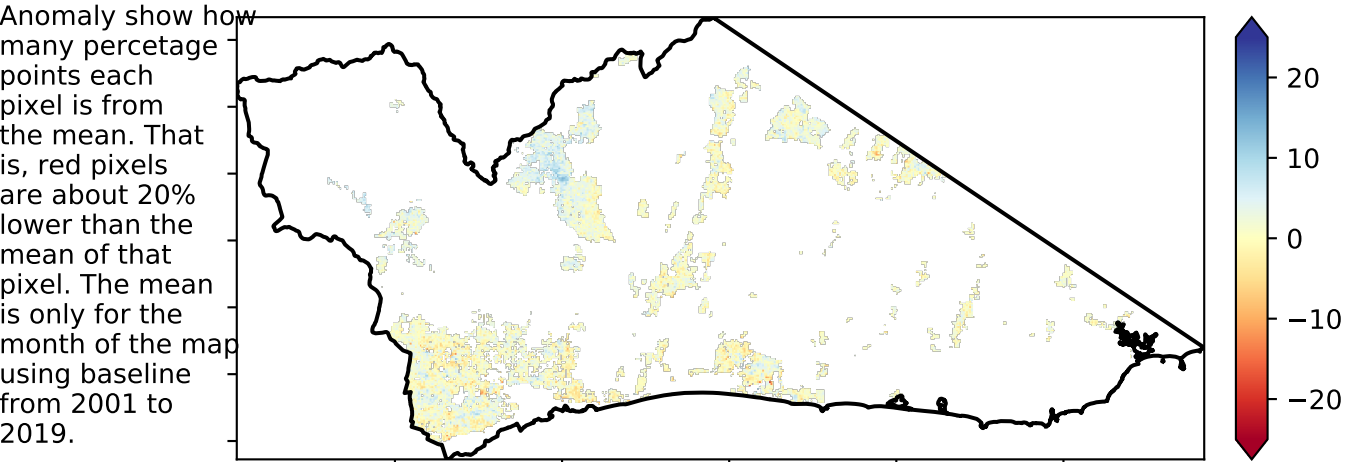 Anomaly show how
many percetage
points each
pixel is from
the mean. That
is, red pixels
are about 20%
lower than the
mean of that
pixel. The mean
is only for the
month of the map
using baseline
from 2001 to
2019.
20
10
0
−10
−20